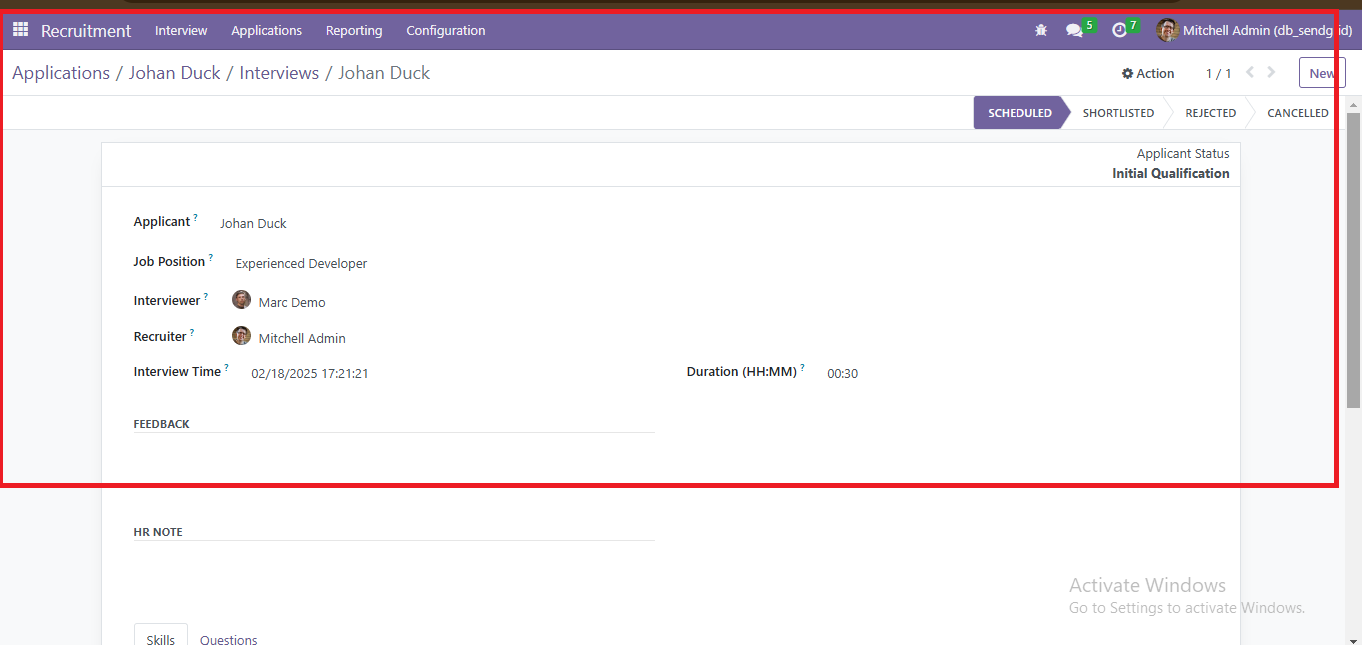 Recruitment Interview Applications Reporting Configuration 5 7 Mitchell Admin (db_sendgrid)
Applications / Johan Duck / Interviews / Johan Duck Action 1 / 1 New
SCHEDULED SHORTLISTED REJECTED CANCELLED
Applicant Status
Initial Qualification
Applicant ? Johan Duck
Job Position ? Experienced Developer
Interviewer ? Marc Demo
Recruiter ? Mitchell Admin
Interview Time ? 02/18/2025 17:21:21 Duration (HH:MM) ? 00:30
FEEDBACK
HR NOTE
Activate Windows
Go to Settings to activate Windows.
Skills Questions